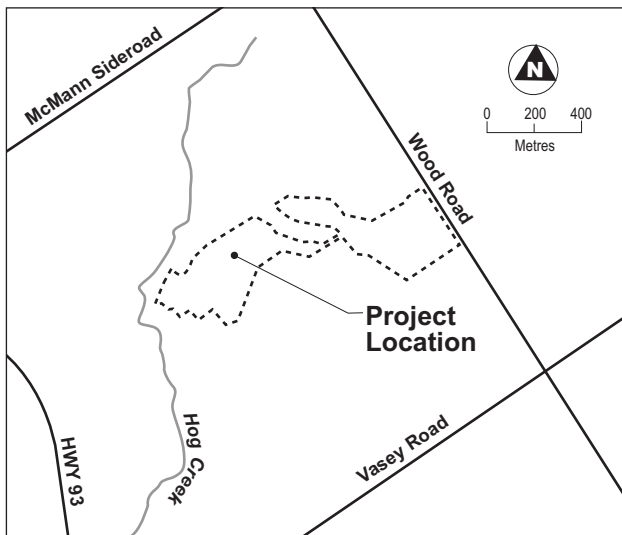 McMann Sideroad
N
0 200 400
Metres
Wood Road
Project
Location
Hog Creek
Vasey Road
HWY 93